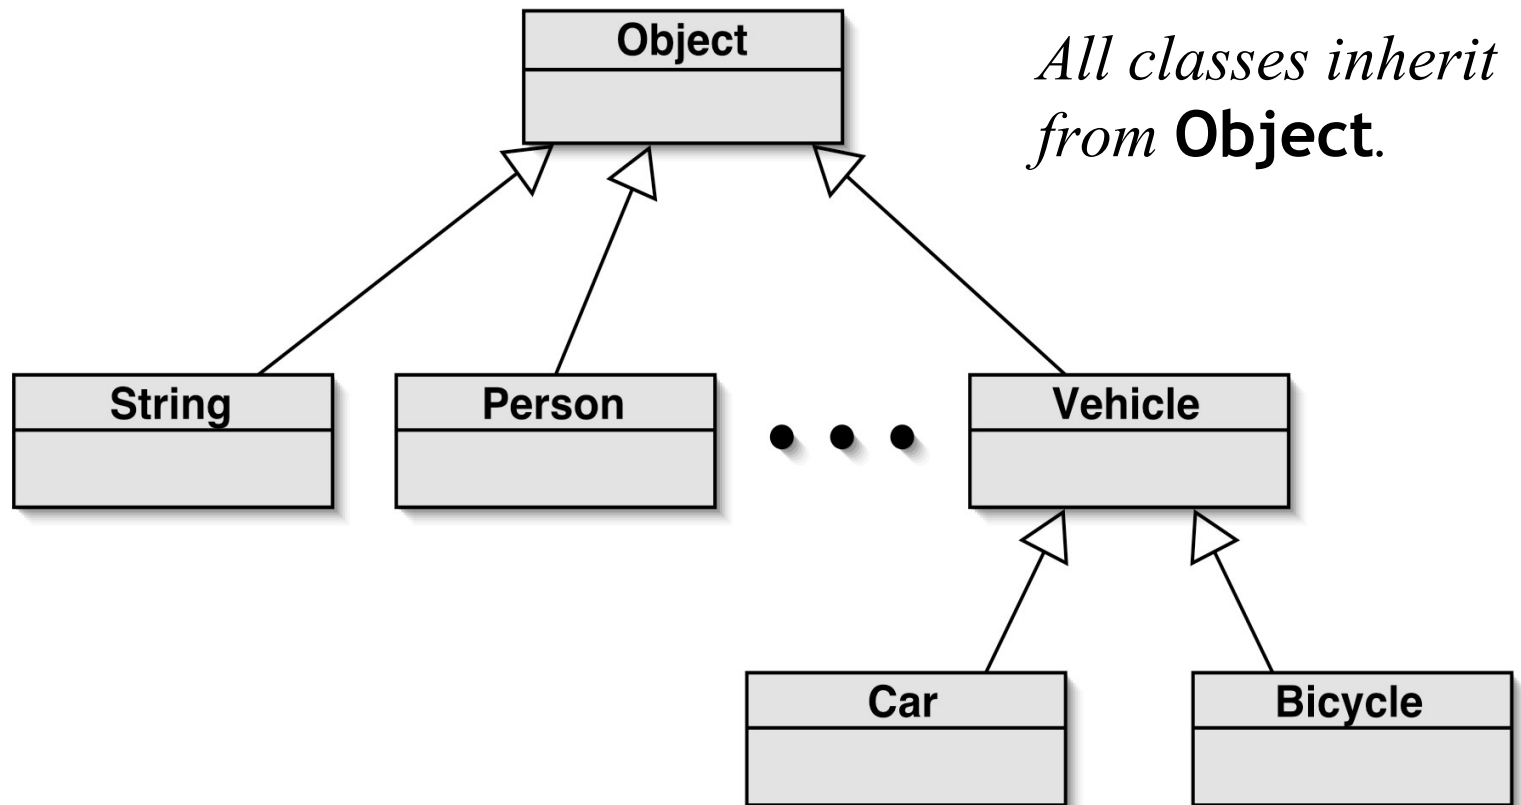 Object
All classes inherit
from Object.
String
Person
Vehicle
Car
Bicycle